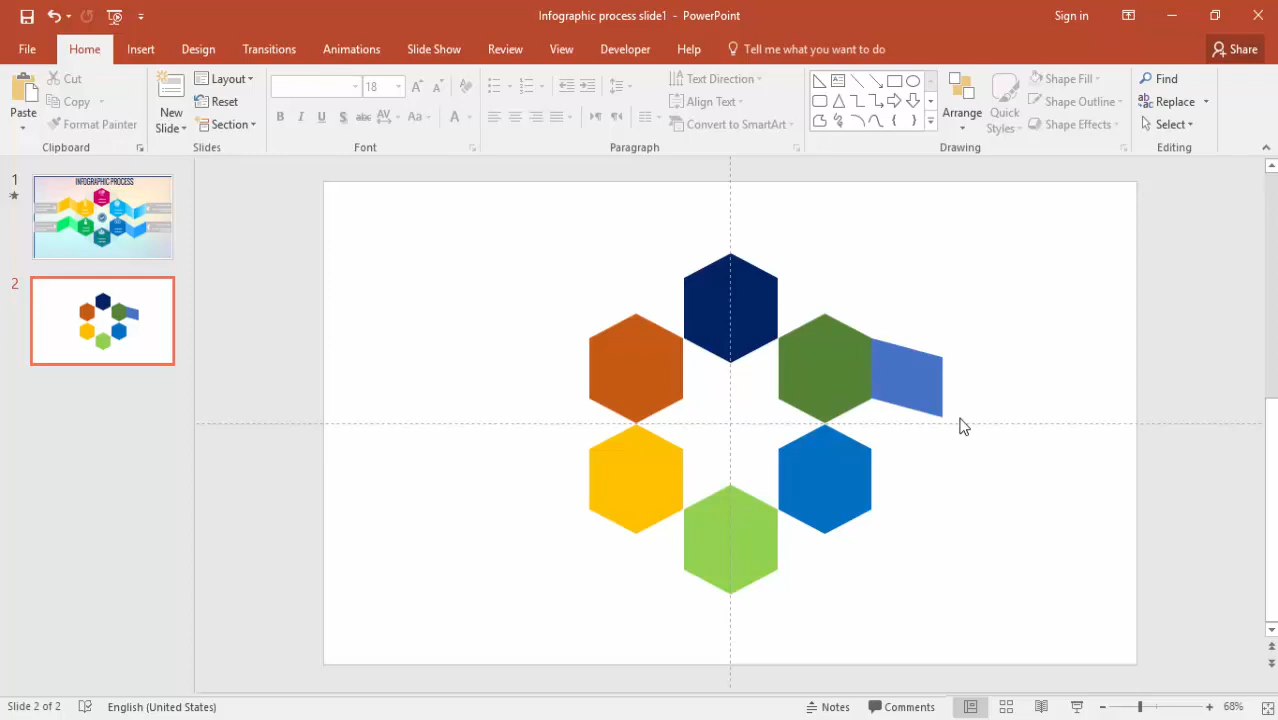 Infographic process slide1 - PowerPoint
Sign in
File
Home
Insert
Design
Transitions
Animations
Slide Show
Review
View
Developer
Help
Tell me what you want to do
Share
Paste
Cut
Copy
Format Painter
Clipboard
New
Slide
Layout
Reset
Section
Slides
18
B I U S abc AV Aa A
Font
Text Direction
Align Text
Convert to SmartArt
Paragraph
Arrange
Quick
Styles
Shape Fill
Shape Outline
Shape Effects
Drawing
Find
Replace
Select
Editing
1
INFOGRAPHIC PROCESS
2
Slide 2 of 2
English (United States)
Notes
Comments
68%